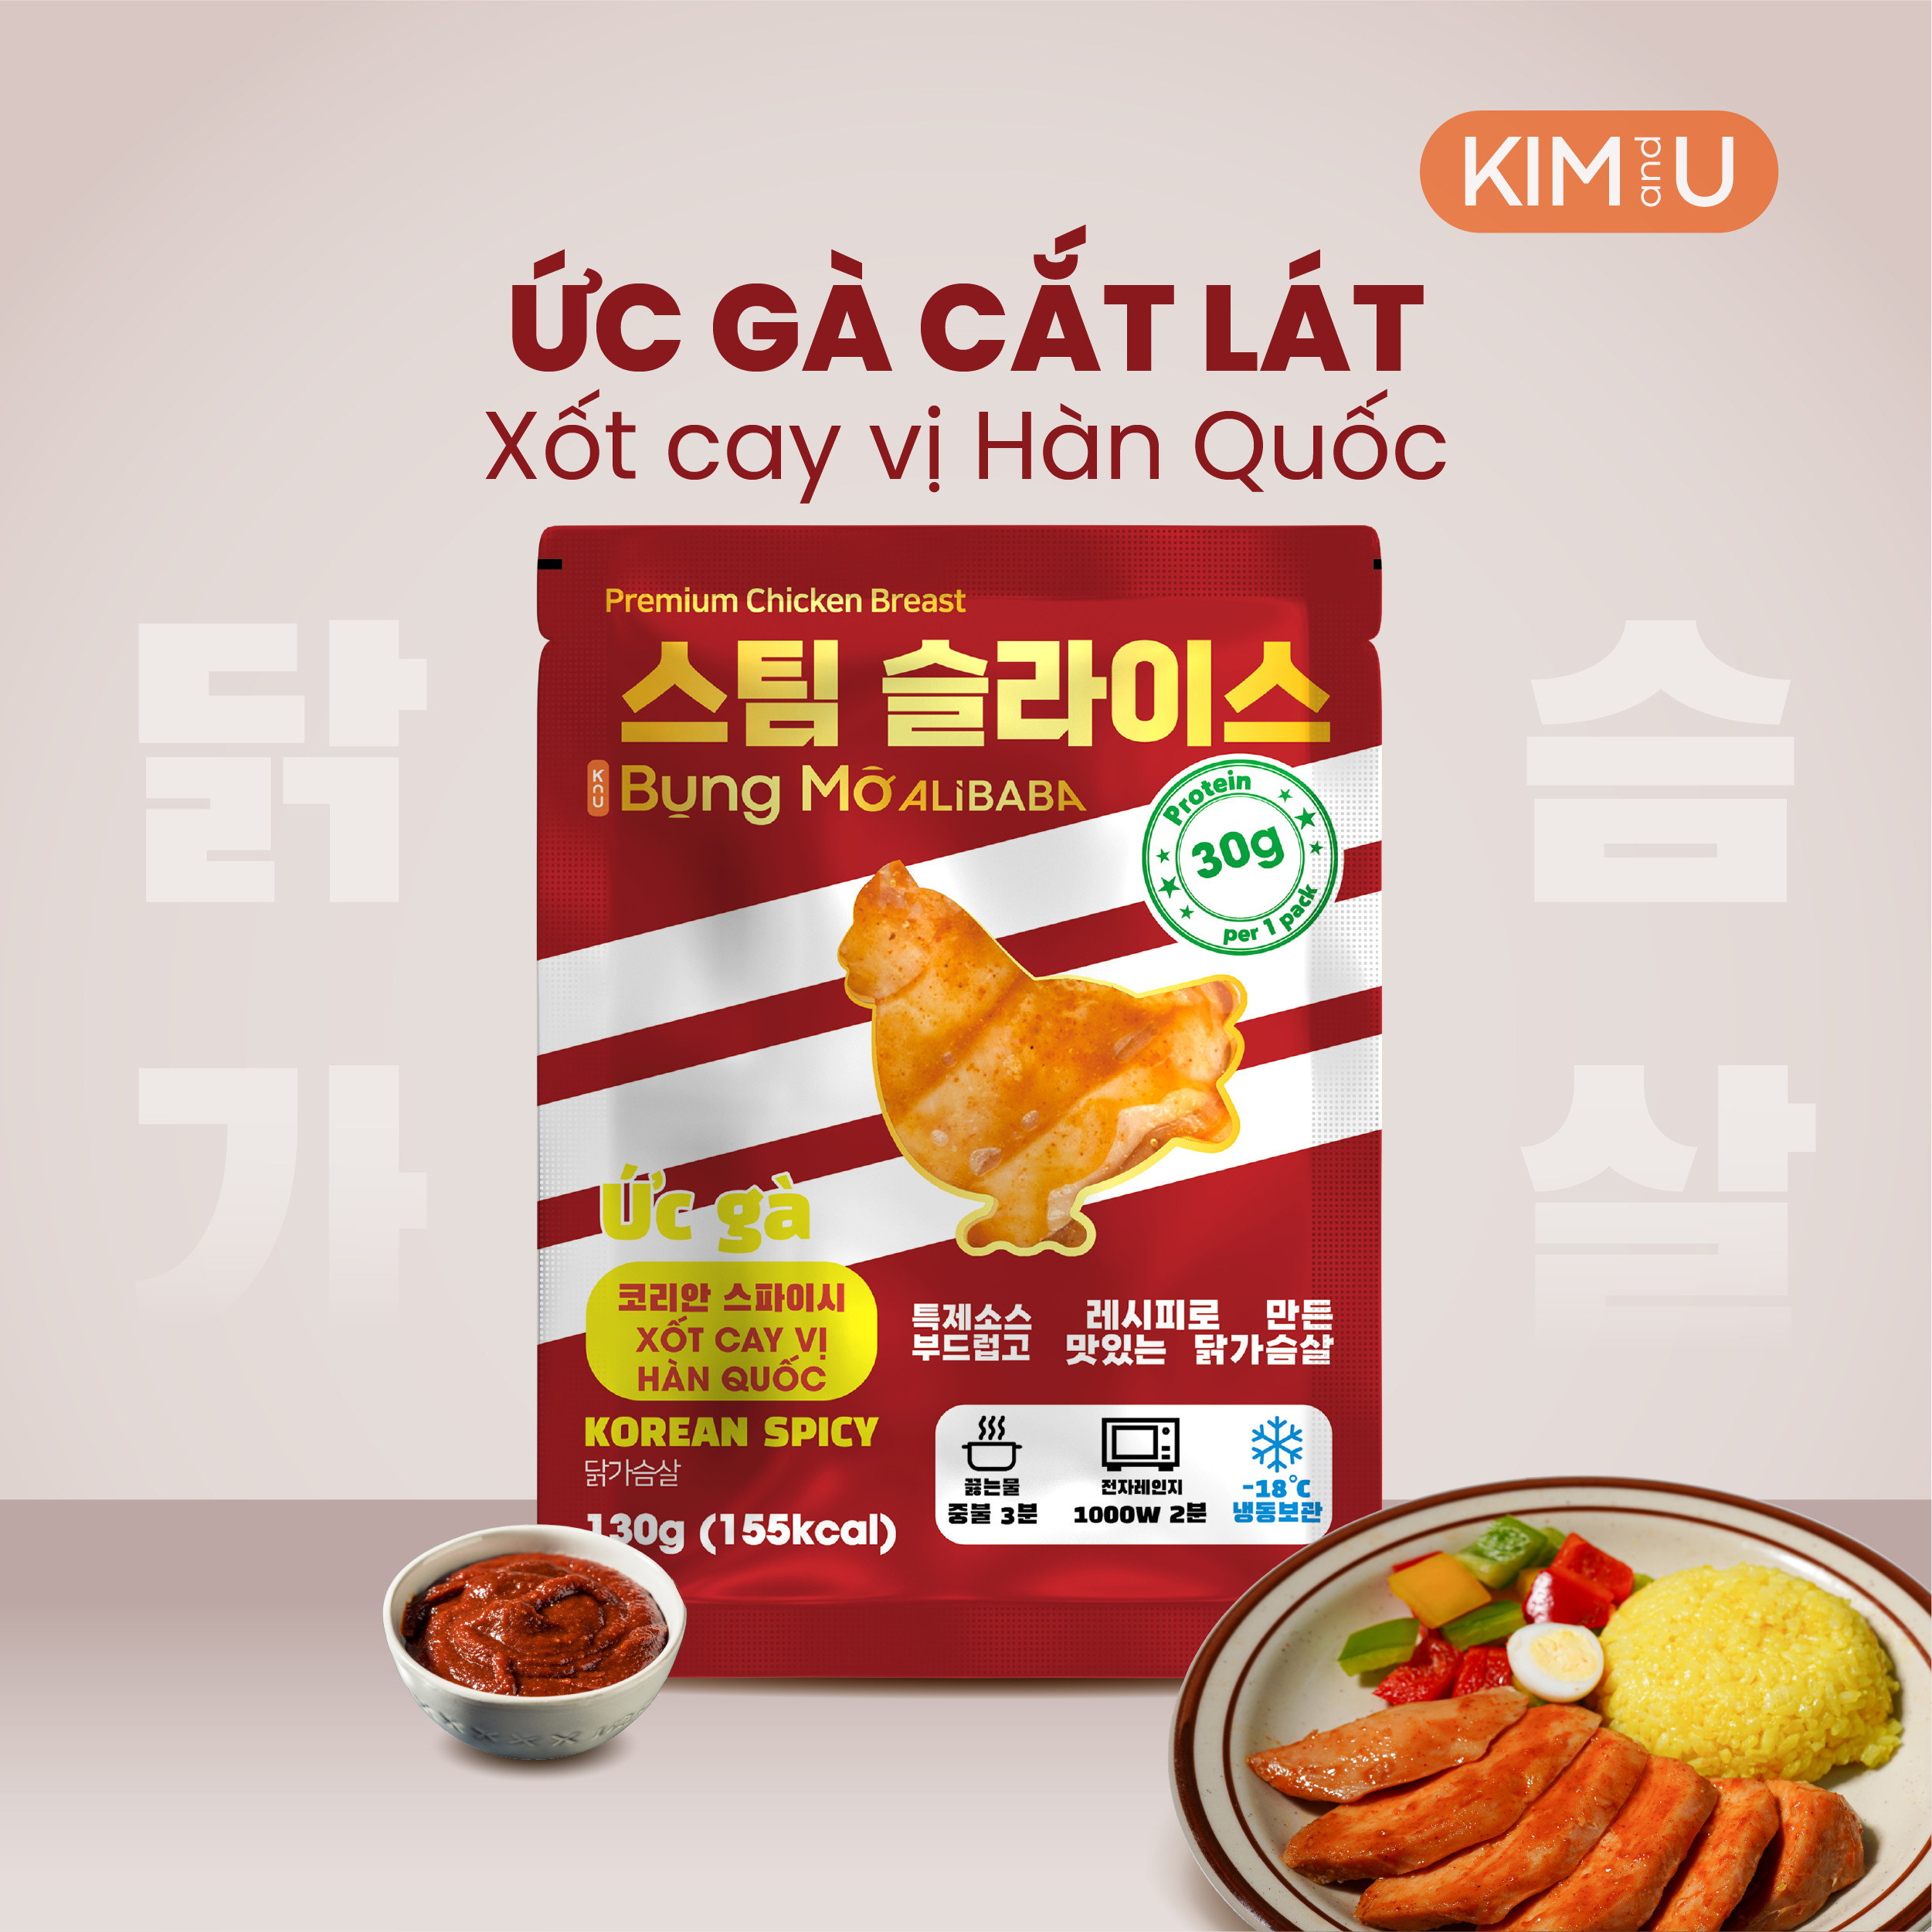 KIM and U
ỨC GÀ CẮT LÁT
Xốt cay vị Hàn Quốc
닭 가 슴 살
Premium Chicken Breast
스팀 슬라이스
KnU Bụng Mỡ ALiBABA
Protein
30g
per 1 pack
Ức gà
코리안 스파이시
XỐT CAY VỊ
HÀN QUỐC
KOREAN SPICY
닭가슴살
130g (155kcal)
특제소스 레시피로 만든
부드럽고 맛있는 닭가슴살
끓는물
중불 3분
전자레인지
1000W 2분
-18°C
냉동보관